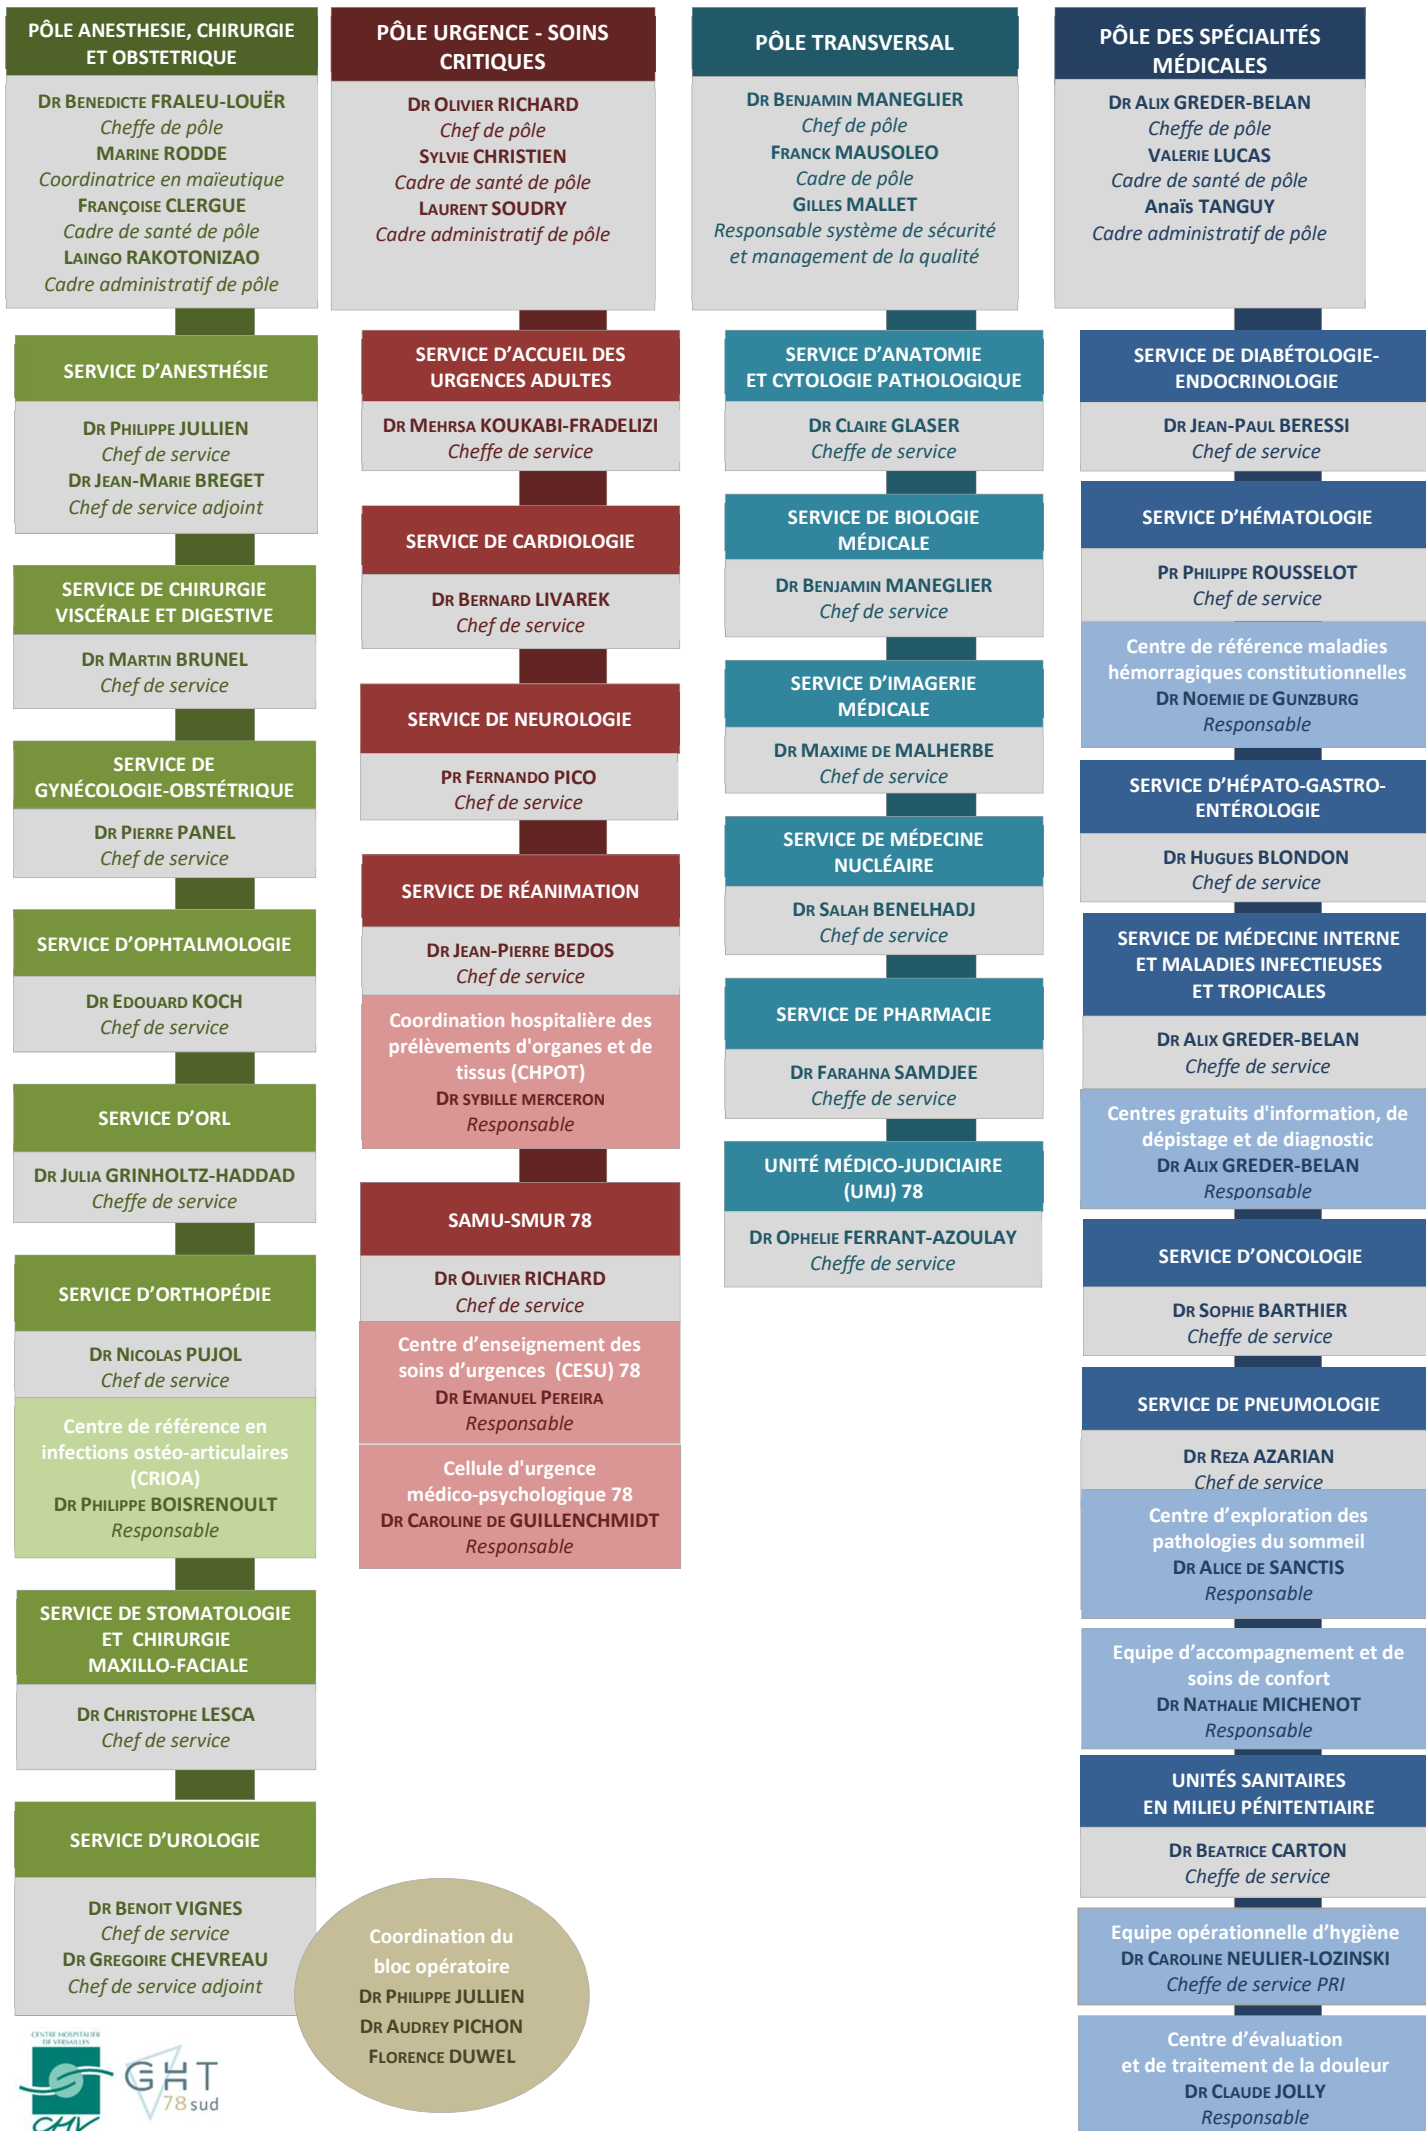 PÔLE ANESTHESIE, CHIRURGIE
ET OBSTETRIQUE
DR BENEDICTE FRALEU-LOUËR
Cheffe de pôle
MARINE RODDE
Coordinatrice en maïeutique
FRANÇOISE CLERGUE
Cadre de santé de pôle
LAINGO RAKOTONIZAO
Cadre administratif de pôle
SERVICE D'ANESTHÉSIE
DR PHILIPPE JULLIEN
Chef de service
DR JEAN-MARIE BREGET
Chef de service adjoint
SERVICE DE CHIRURGIE
VISCÉRALE ET DIGESTIVE
DR MARTIN BRUNEL
Chef de service
SERVICE DE
GYNÉCOLOGIE-OBSTÉTRIQUE
DR PIERRE PANEL
Chef de service
SERVICE D'OPHTALMOLOGIE
DR EDOUARD KOCH
Chef de service
SERVICE D'ORL
DR JULIA GRINHOLTZ-HADDAD
Cheffe de service
SERVICE D'ORTHOPÉDIE
DR NICOLAS PUJOL
Chef de service
Centre de référence en
infections ostéo-articulaires
(CRIOA)
DR PHILIPPE BOISRENOULT
Responsable
SERVICE DE STOMATOLOGIE
ET CHIRURGIE
MAXILLO-FACIALE
DR CHRISTOPHE LESCA
Chef de service
SERVICE D'UROLOGIE
DR BENOIT VIGNES
Chef de service
DR GREGOIRE CHEVREAU
Chef de service adjoint
PÔLE URGENCE - SOINS
CRITIQUES
DR OLIVIER RICHARD
Chef de pôle
SYLVIE CHRISTIEN
Cadre de santé de pôle
LAURENT SOUDRY
Cadre administratif de pôle
SERVICE D'ACCUEIL DES
URGENCES ADULTES
DR MEHRSA KOUKABI-FRADELIZI
Cheffe de service
SERVICE DE CARDIOLOGIE
DR BERNARD LIVAREK
Chef de service
SERVICE DE NEUROLOGIE
PR FERNANDO PICO
Chef de service
SERVICE DE RÉANIMATION
DR JEAN-PIERRE BEDOS
Chef de service
Coordination hospitalière des
prélèvements d'organes et de
tissus (CHPOT)
DR SYBILLE MERCERON
Responsable
SAMU-SMUR 78
DR OLIVIER RICHARD
Chef de service
Centre d'enseignement des
soins d'urgences (CESU) 78
DR EMANUEL PEREIRA
Responsable
Cellule d'urgence
médico-psychologique 78
DR CAROLINE DE GUILLENCHMIDT
Responsable
Coordination du
bloc opératoire
DR PHILIPPE JULLIEN
DR AUDREY PICHON
FLORENCE DUWEL
PÔLE TRANSVERSAL
DR BENJAMIN MANEGLIER
Chef de pôle
FRANCK MAUSOLEO
Cadre de pôle
GILLES MALLET
Responsable système de sécurité
et management de la qualité
SERVICE D'ANATOMIE
ET CYTOLOGIE PATHOLOGIQUE
DR CLAIRE GLASER
Cheffe de service
SERVICE DE BIOLOGIE
MÉDICALE
DR BENJAMIN MANEGLIER
Chef de service
SERVICE D'IMAGERIE
MÉDICALE
DR MAXIME DE MALHERBE
Chef de service
SERVICE DE MÉDECINE
NUCLÉAIRE
DR SALAH BENELHADJ
Chef de service
SERVICE DE PHARMACIE
DR FARAHNA SAMDJEE
Cheffe de service
UNITÉ MÉDICO-JUDICIAIRE
(UMJ) 78
DR OPHELIE FERRANT-AZOULAY
Cheffe de service
PÔLE DES SPÉCIALITÉS
MÉDICALES
DR ALIX GREDER-BELAN
Cheffe de pôle
VALERIE LUCAS
Cadre de santé de pôle
Anaïs TANGUY
Cadre administratif de pôle
SERVICE DE DIABÉTOLOGIE-
ENDOCRINOLOGIE
DR JEAN-PAUL BERESSI
Chef de service
SERVICE D'HÉMATOLOGIE
PR PHILIPPE ROUSSELOT
Chef de service
Centre de référence maladies
hémorragiques constitutionnelles
DR NOEMIE DE GUNZBURG
Responsable
SERVICE D'HÉPATO-GASTRO-
ENTÉROLOGIE
DR HUGUES BLONDON
Chef de service
SERVICE DE MÉDECINE INTERNE
ET MALADIES INFECTIEUSES
ET TROPICALES
DR ALIX GREDER-BELAN
Cheffe de service
Centres gratuits d'information, de
dépistage et de diagnostic
DR ALIX GREDER-BELAN
Responsable
SERVICE D'ONCOLOGIE
DR SOPHIE BARTHIER
Cheffe de service
SERVICE DE PNEUMOLOGIE
DR REZA AZARIAN
Chef de service
Centre d'exploration des
pathologies du sommeil
DR ALICE DE SANCTIS
Responsable
Equipe d'accompagnement et de
soins de confort
DR NATHALIE MICHENOT
Responsable
UNITÉS SANITAIRES
EN MILIEU PÉNITENTIAIRE
DR BEATRICE CARTON
Cheffe de service
Equipe opérationnelle d'hygiène
DR CAROLINE NEULIER-LOZINSKI
Cheffe de service PRI
Centre d'évaluation
et de traitement de la douleur
DR CLAUDE JOLLY
Responsable
CENTRE HOSPITALIER
DE VERSAILLES
CHV
GHT
78 sud